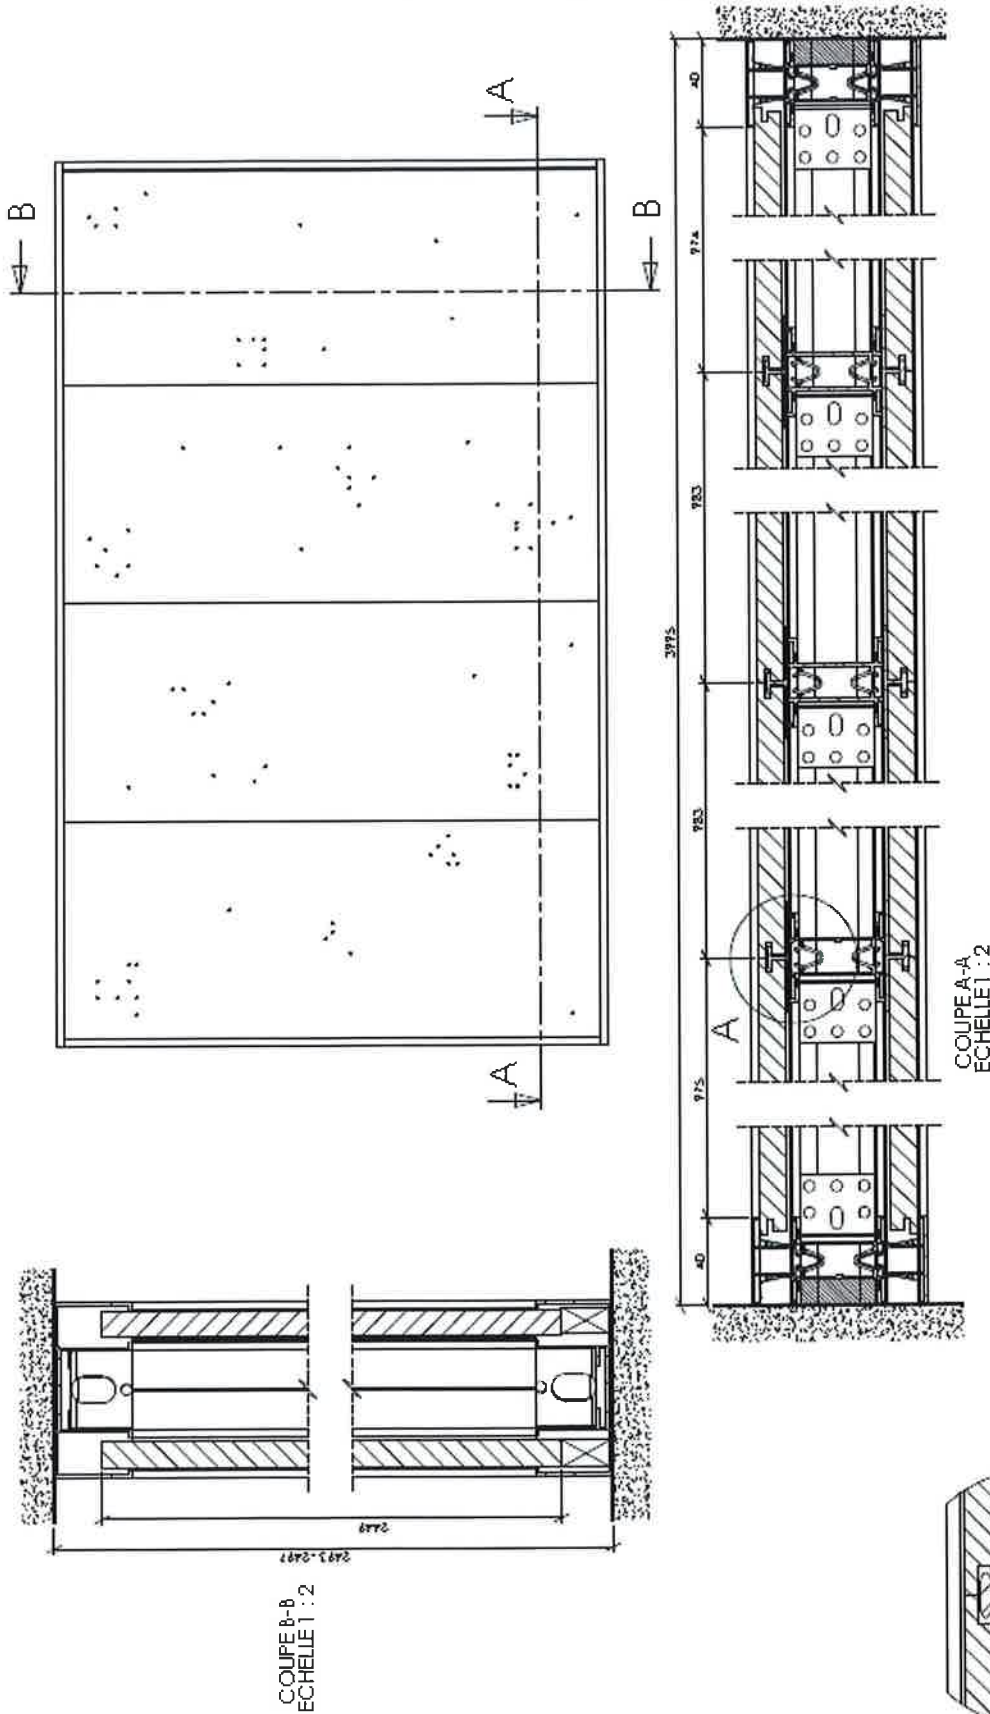 B
B
A
A
2449
2493-2497
COUPE B-B
ECHELLE 1 : 2
3995
40
975
983
983
974
40
A
COUPE A-A
ECHELLE 1 : 2